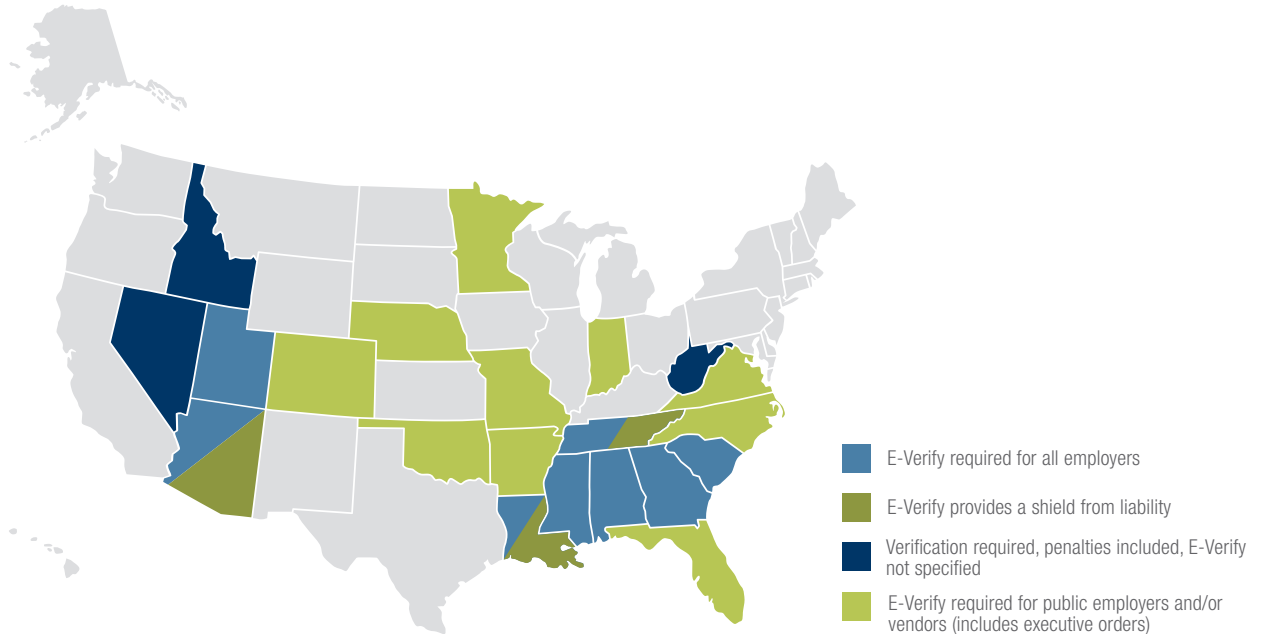 E-Verify required for all employers
E-Verify provides a shield from liability
Verification required, penalties included, E-Verify
not specified
E-Verify required for public employers and/or
vendors (includes executive orders)